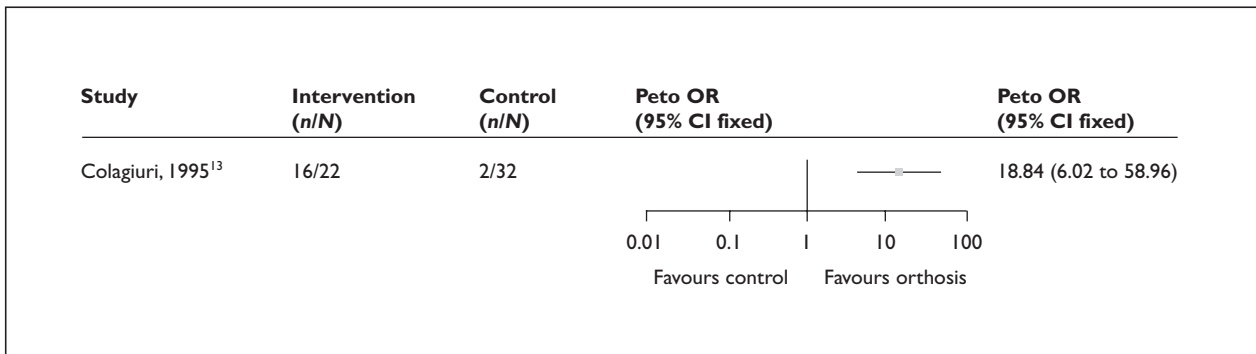 Study Intervention Control Peto OR Peto OR
(n/N) (n/N) (95% CI fixed) (95% CI fixed)
Colagiuri, 1995¹³ 16/22 2/32 18.84 (6.02 to 58.96)
0.01 0.1 1 10 100
Favours control Favours orthosis